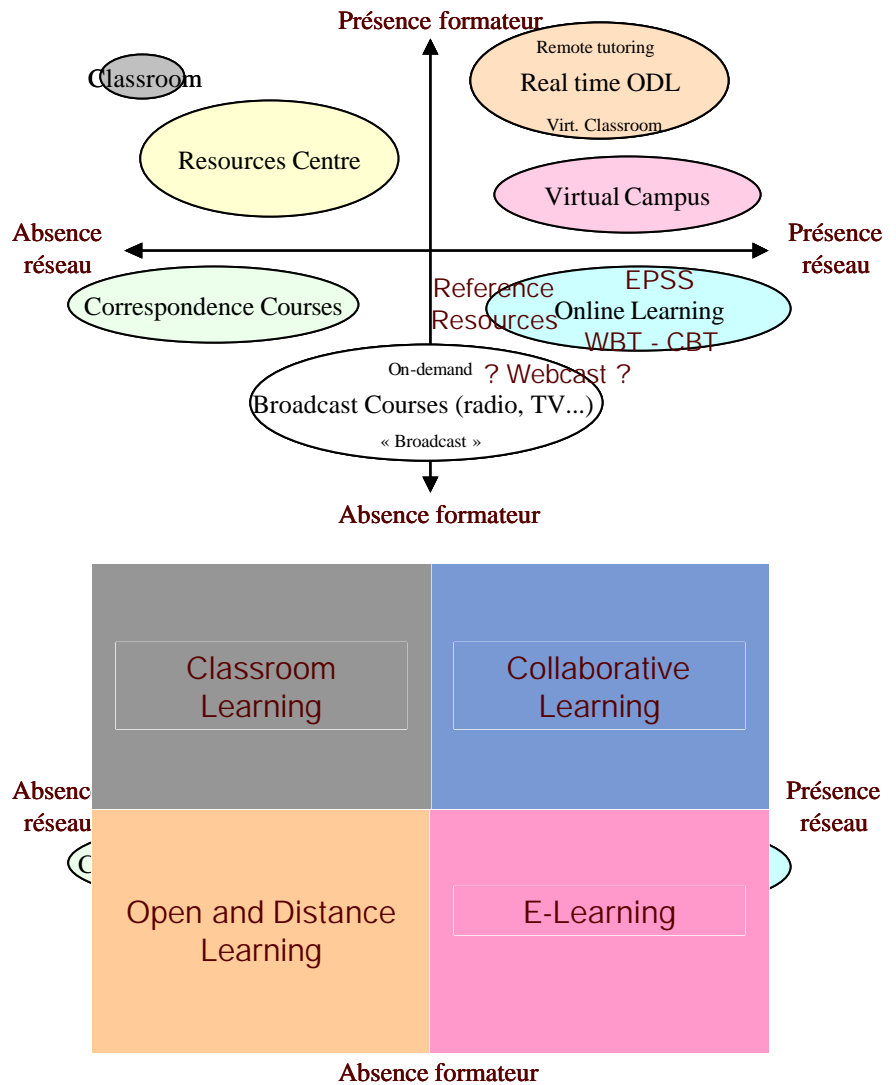 Présence formateur
Remote tutoring
Classroom
Real time ODL
Virt. Classroom
Resources Centre
Virtual Campus
Absence
réseau
Présence
réseau
Correspondence Courses
Reference
Resources
EPSS
Online Learning
WBT - CBT
On-demand
? Webcast ?
Broadcast Courses (radio, TV...)
« Broadcast »
Absence formateur
Classroom
Learning
Collaborative
Learning
Absenc
réseau
Présence
réseau
C
Open and Distance
Learning
E-Learning
Absence formateur